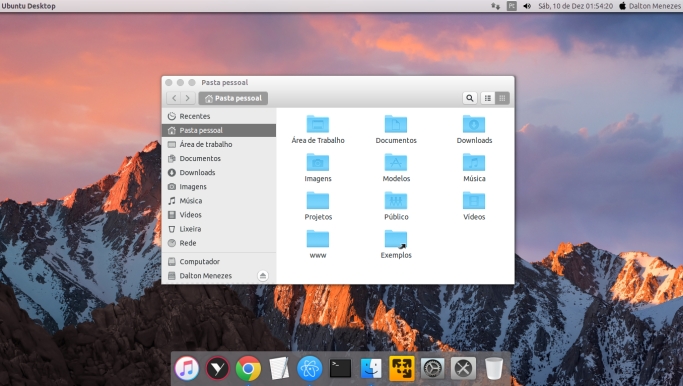 Ubuntu Desktop
Sáb, 10 de Dez 01:54:20
Dalton Menezes
Pasta pessoal
Pasta pessoal
Recentes
Pasta pessoal
Área de trabalho
Documentos
Downloads
Imagens
Música
Vídeos
Lixeira
Rede
Computador
Dalton Menezes
Área de Trabalho
Documentos
Downloads
Imagens
Modelos
Música
Projetos
Público
Vídeos
www
Exemplos